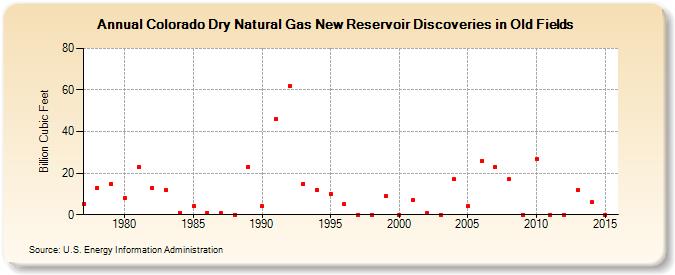 Annual Colorado Dry Natural Gas New Reservoir Discoveries in Old Fields
Billion Cubic Feet
80
60
40
20
0
1980 1985 1990 1995 2000 2005 2010 2015
Source: U.S. Energy Information Administration